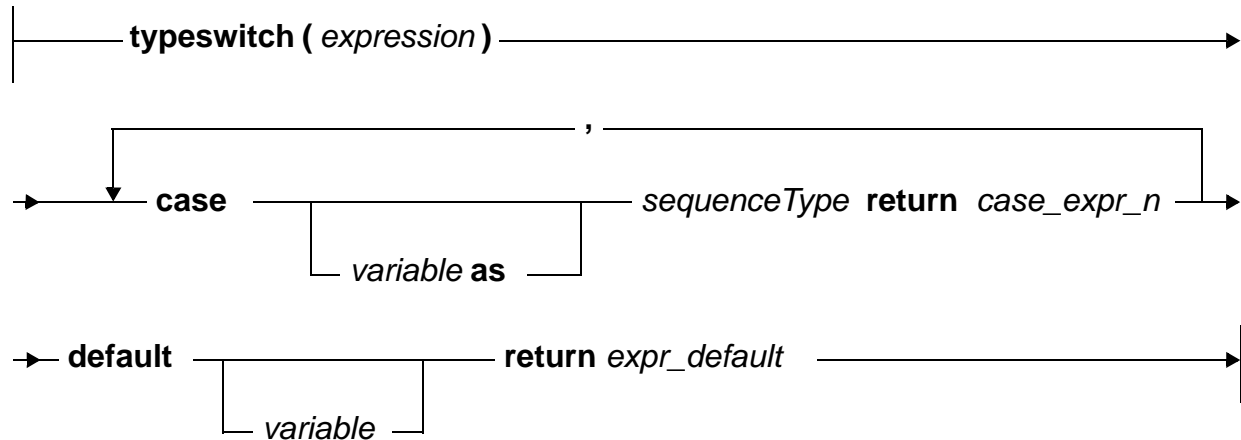 typeswitch ( expression )
,
case sequenceType return case_expr_n
variable as
default return expr_default
variable